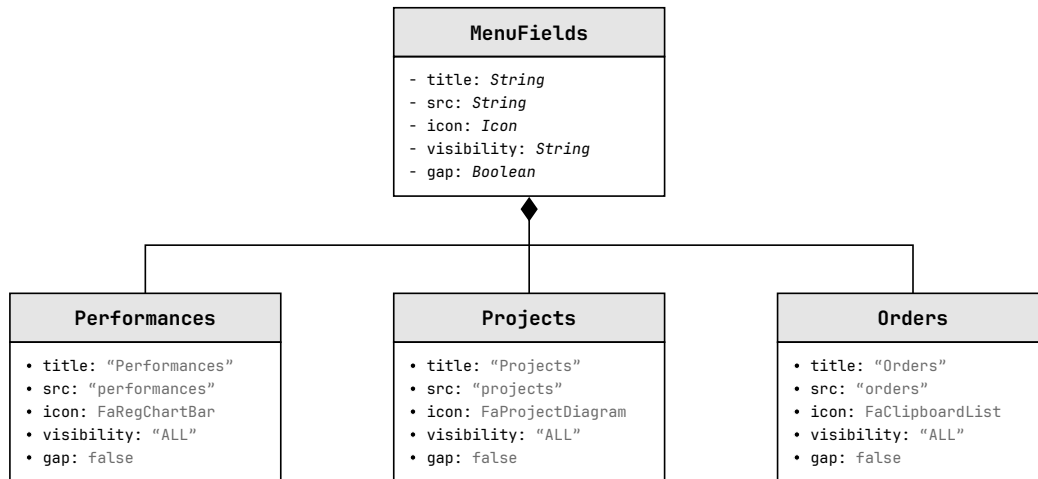 MenuFields
- title: String
- src: String
- icon: Icon
- visibility: String
- gap: Boolean
Performances
• title: “Performances”
• src: “performances”
• icon: FaRegChartBar
• visibility: “ALL”
• gap: false
Projects
• title: “Projects”
• src: “projects”
• icon: FaProjectDiagram
• visibility: “ALL”
• gap: false
Orders
• title: “Orders”
• src: “orders”
• icon: FaClipboardList
• visibility: “ALL”
• gap: false